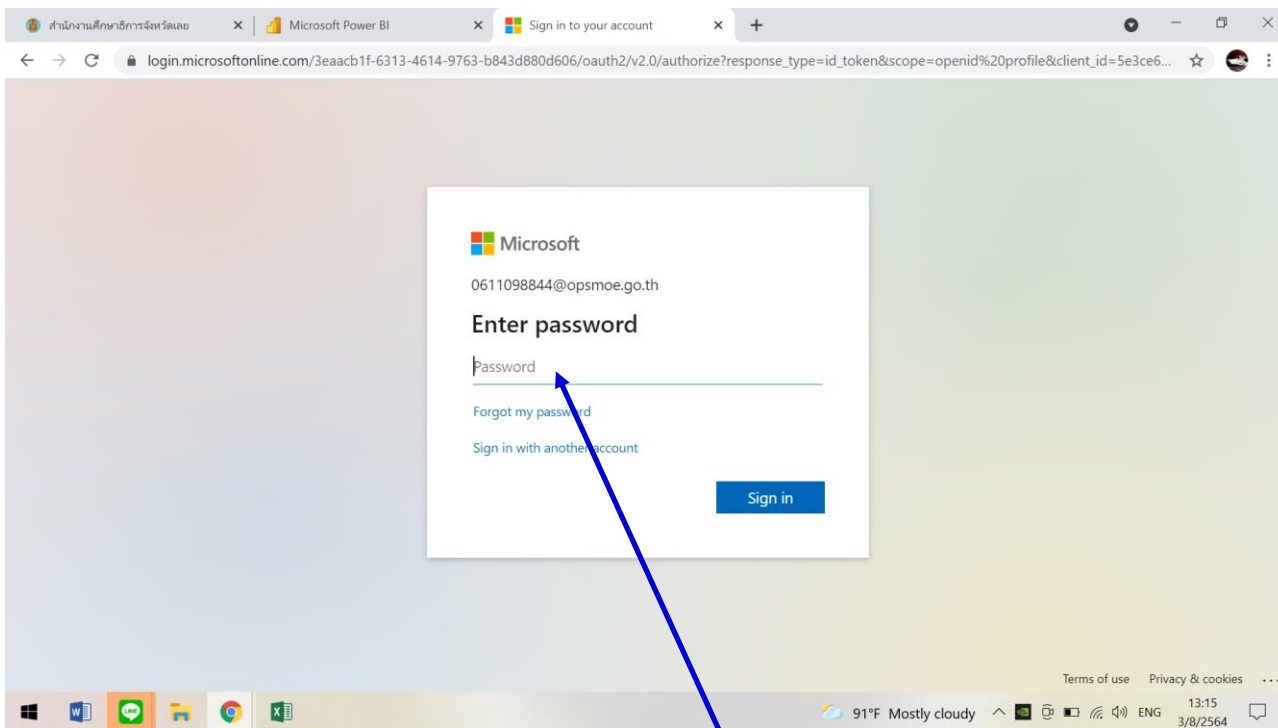 สำนักงานศึกษาธิการจังหวัดเลย
Microsoft Power BI
Sign in to your account
login.microsoftonline.com/3eaacb1f-6313-4614-9763-b843d880d606/oauth2/v2.0/authorize?response_type=id_token&scope=openid%20profile&client_id=5e3ce6...
Microsoft
0611098844@opsmoe.go.th
Enter password
Password
Forgot my password
Sign in with another account
Sign in
Terms of use Privacy & cookies ...
LINE
91°F Mostly cloudy
ENG
13:15
3/8/2564